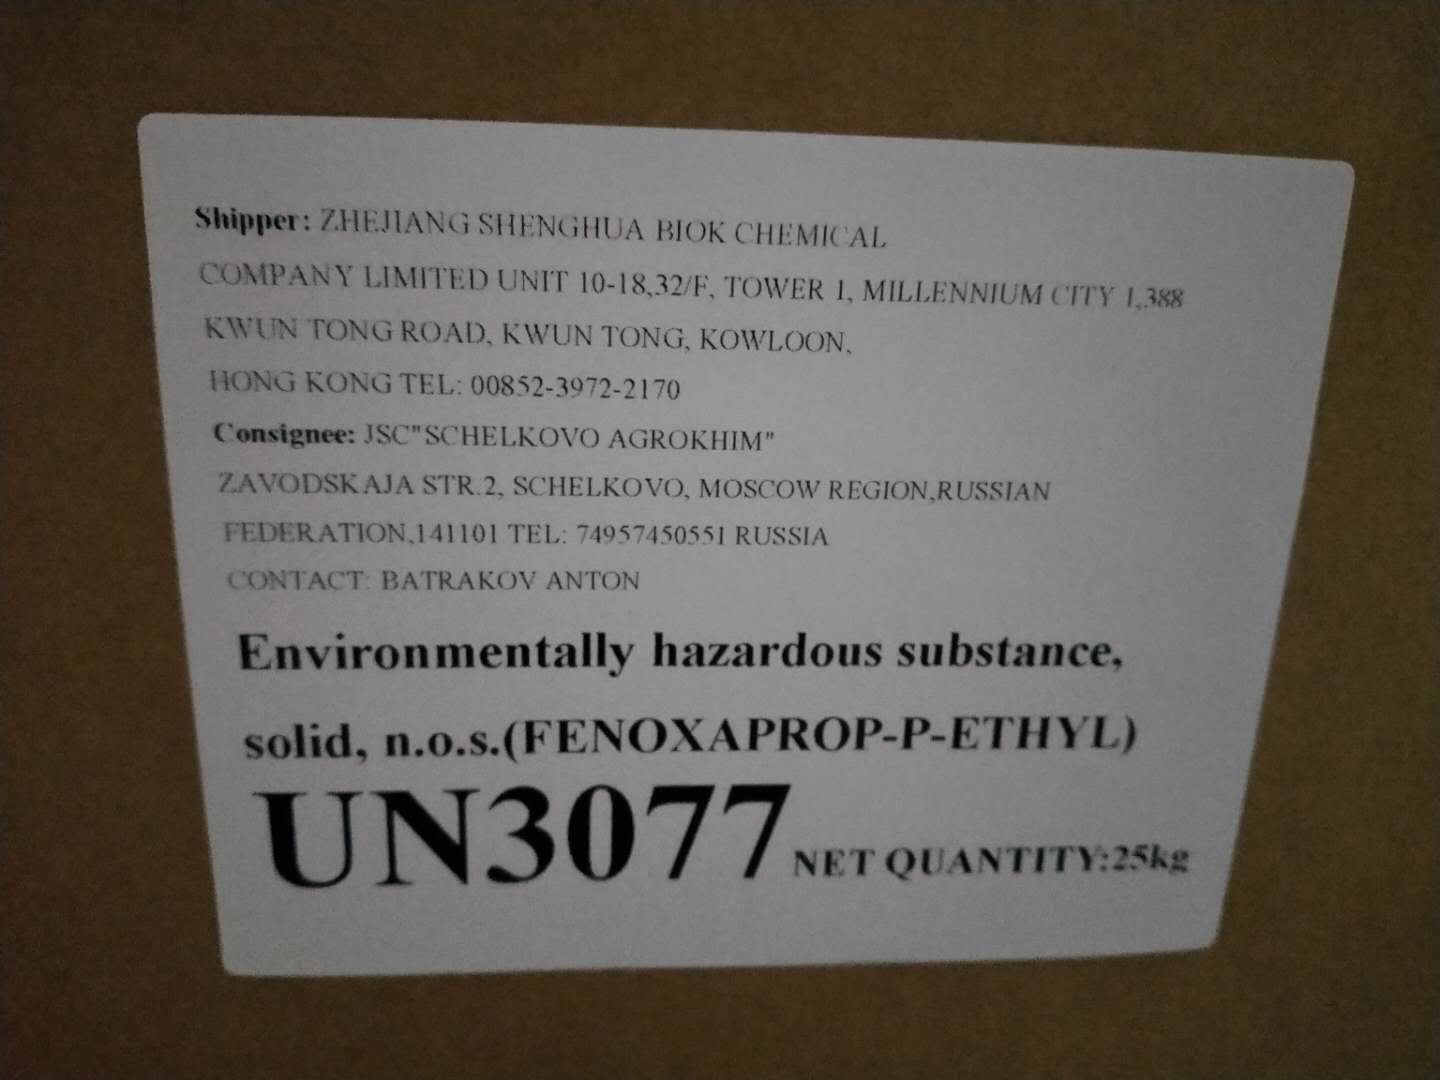 Shipper: ZHEJIANG SHENGHUA BIOK CHEMICAL
COMPANY LIMITED UNIT 10-18,32/F, TOWER 1, MILLENNIUM CITY 1,388
KWUN TONG ROAD, KWUN TONG, KOWLOON,
HONG KONG TEL: 00852-3972-2170
Consignee: JSC"SCHELKOVO AGROKHIM"
ZAVODSKAJA STR.2, SCHELKOVO, MOSCOW REGION,RUSSIAN
FEDERATION,141101 TEL: 74957450551 RUSSIA
CONTACT: BATRAKOV ANTON
Environmentally hazardous substance,
solid, n.o.s.(FENOXAPROP-P-ETHYL)
UN3077 NET QUANTITY:25kg